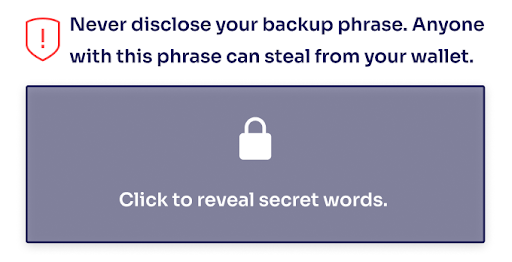 Never disclose your backup phrase. Anyone
with this phrase can steal from your wallet.
Click to reveal secret words.